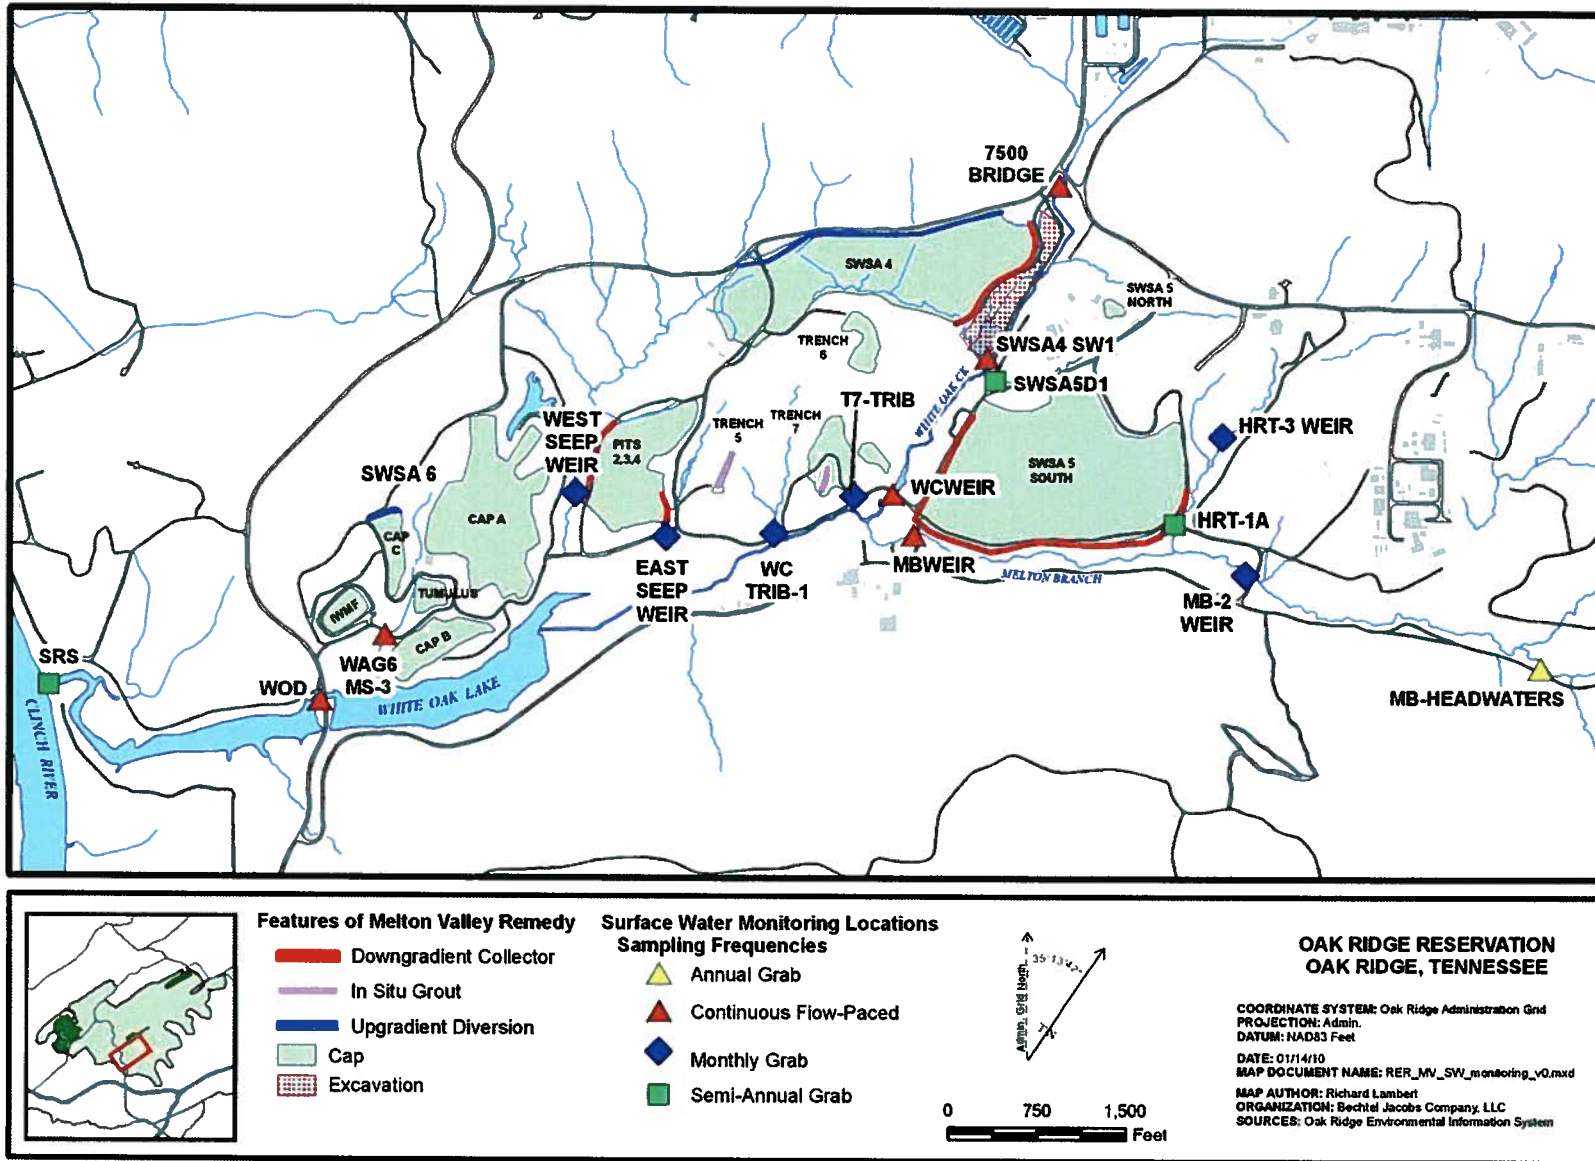 7500
BRIDGE
SWSA 4
SWSA 5
NORTH
TRENCH
6
SWSA4 SW1
SWSA5D1
WHITE OAK CK
T7-TRIB
WEST
SEEP
WEIR
PITS
2,3,4
TRENCH
5
TRENCH
7
HRT-3 WEIR
SWSA 6
SWSA 5
SOUTH
WCWEIR
CAP A
CAP
C
HRT-1A
EAST
SEEP
WEIR
WC
TRIB-1
MBWEIR
MELTON BRANCH
TUMULUS
IWMF
MB-2
WEIR
CAP B
SRS
WAG6
MS-3
WOD
WHITE OAK LAKE
MB-HEADWATERS
CLINCH RIVER
Features of Melton Valley Remedy
Downgradient Collector
In Situ Grout
Upgradient Diversion
Cap
Excavation
Surface Water Monitoring Locations
Sampling Frequencies
Annual Grab
Continuous Flow-Paced
Monthly Grab
Semi-Annual Grab
Admin. Grid North
35°13'42"
T.N.
0 750 1,500
Feet
OAK RIDGE RESERVATION
OAK RIDGE, TENNESSEE
COORDINATE SYSTEM: Oak Ridge Administration Grid
PROJECTION: Admin.
DATUM: NAD83 Feet
DATE: 01/14/10
MAP DOCUMENT NAME: RER_MV_SW_monitoring_v0.mxd
MAP AUTHOR: Richard Lambert
ORGANIZATION: Bechtel Jacobs Company, LLC
SOURCES: Oak Ridge Environmental Information System